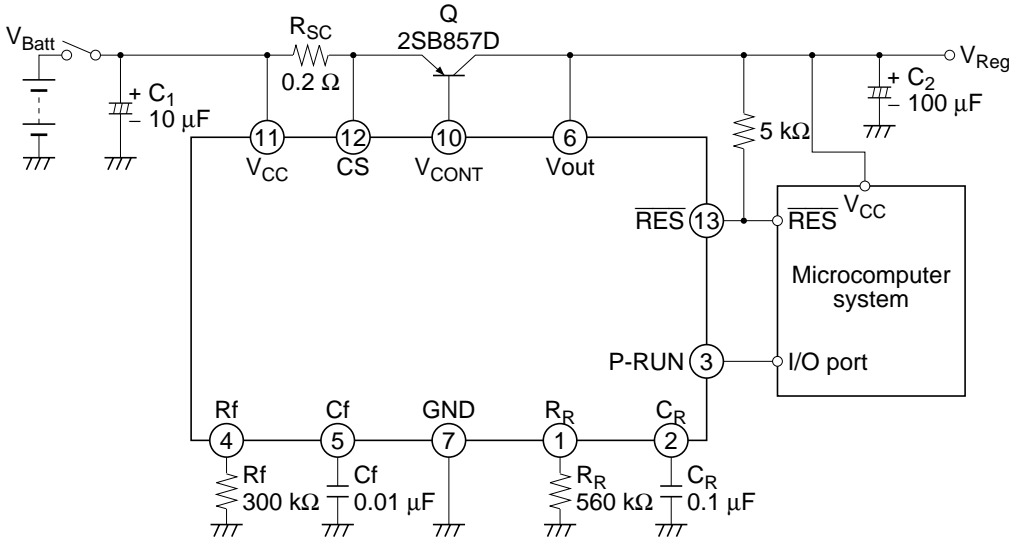 Q
2SB857D
V_Batt
R_SC
0.2 Ω
V_Reg
+ C_1
– 10 µF
+ C_2
– 100 µF
5 kΩ
11
12
10
6
V_CC
CS
V_CONT
Vout
R̅E̅S̅
13
V_CC
R̅E̅S̅
Microcomputer
system
P-RUN
3
I/O port
Rf
Cf
GND
R_R
C_R
4
5
7
1
2
Rf
300 kΩ
Cf
0.01 µF
R_R
560 kΩ
C_R
0.1 µF